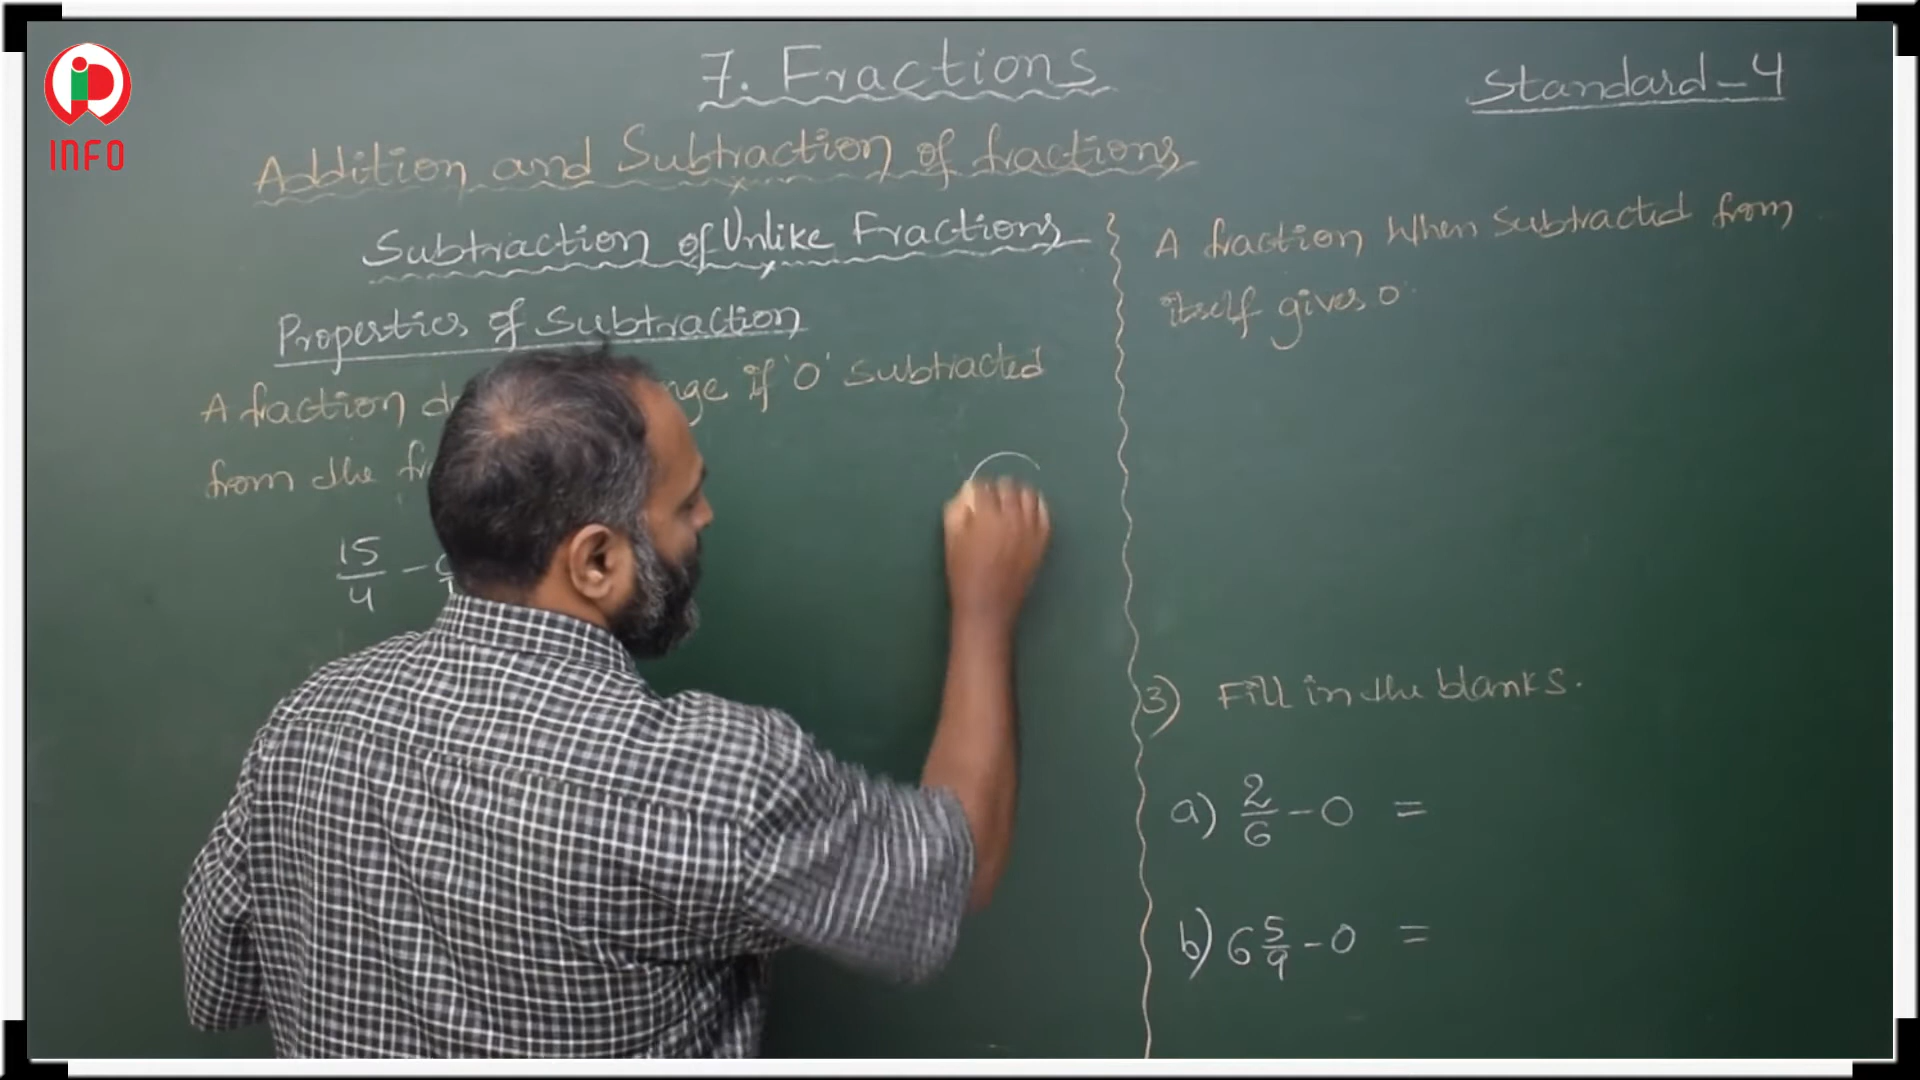 INFO
7. Fractions
Standard-4
Addition and Subtraction of fractions
Subtraction of Unlike Fractions
Properties of Subtraction
A faction if '0' subtracted
from the
15/4 -
A fraction when subtracted from
itself gives 0
3) Fill in the blanks.
a) 2/6 - 0 =
b) 6 5/9 - 0 =